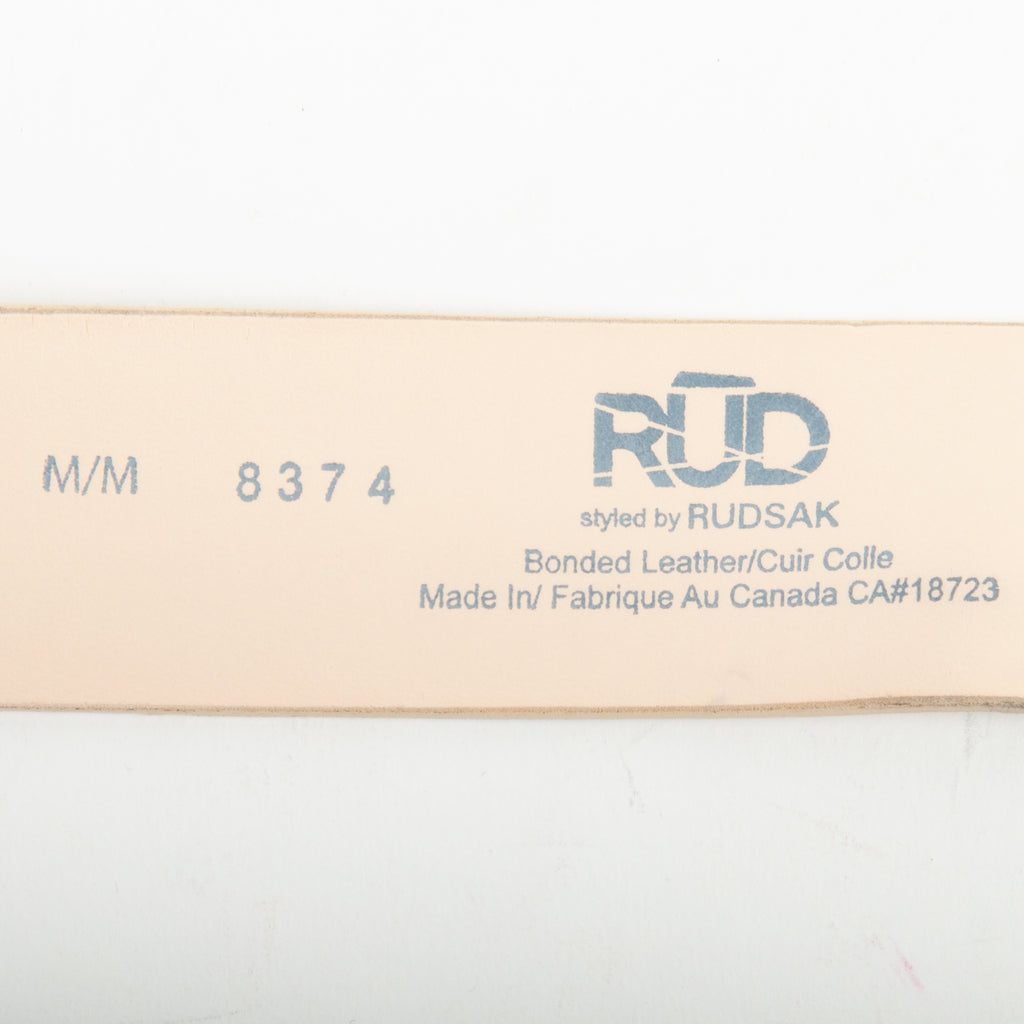 M/M 8374
RUD
styled by RUDSAK
Bonded Leather/Cuir Colle
Made In/ Fabrique Au Canada CA#18723